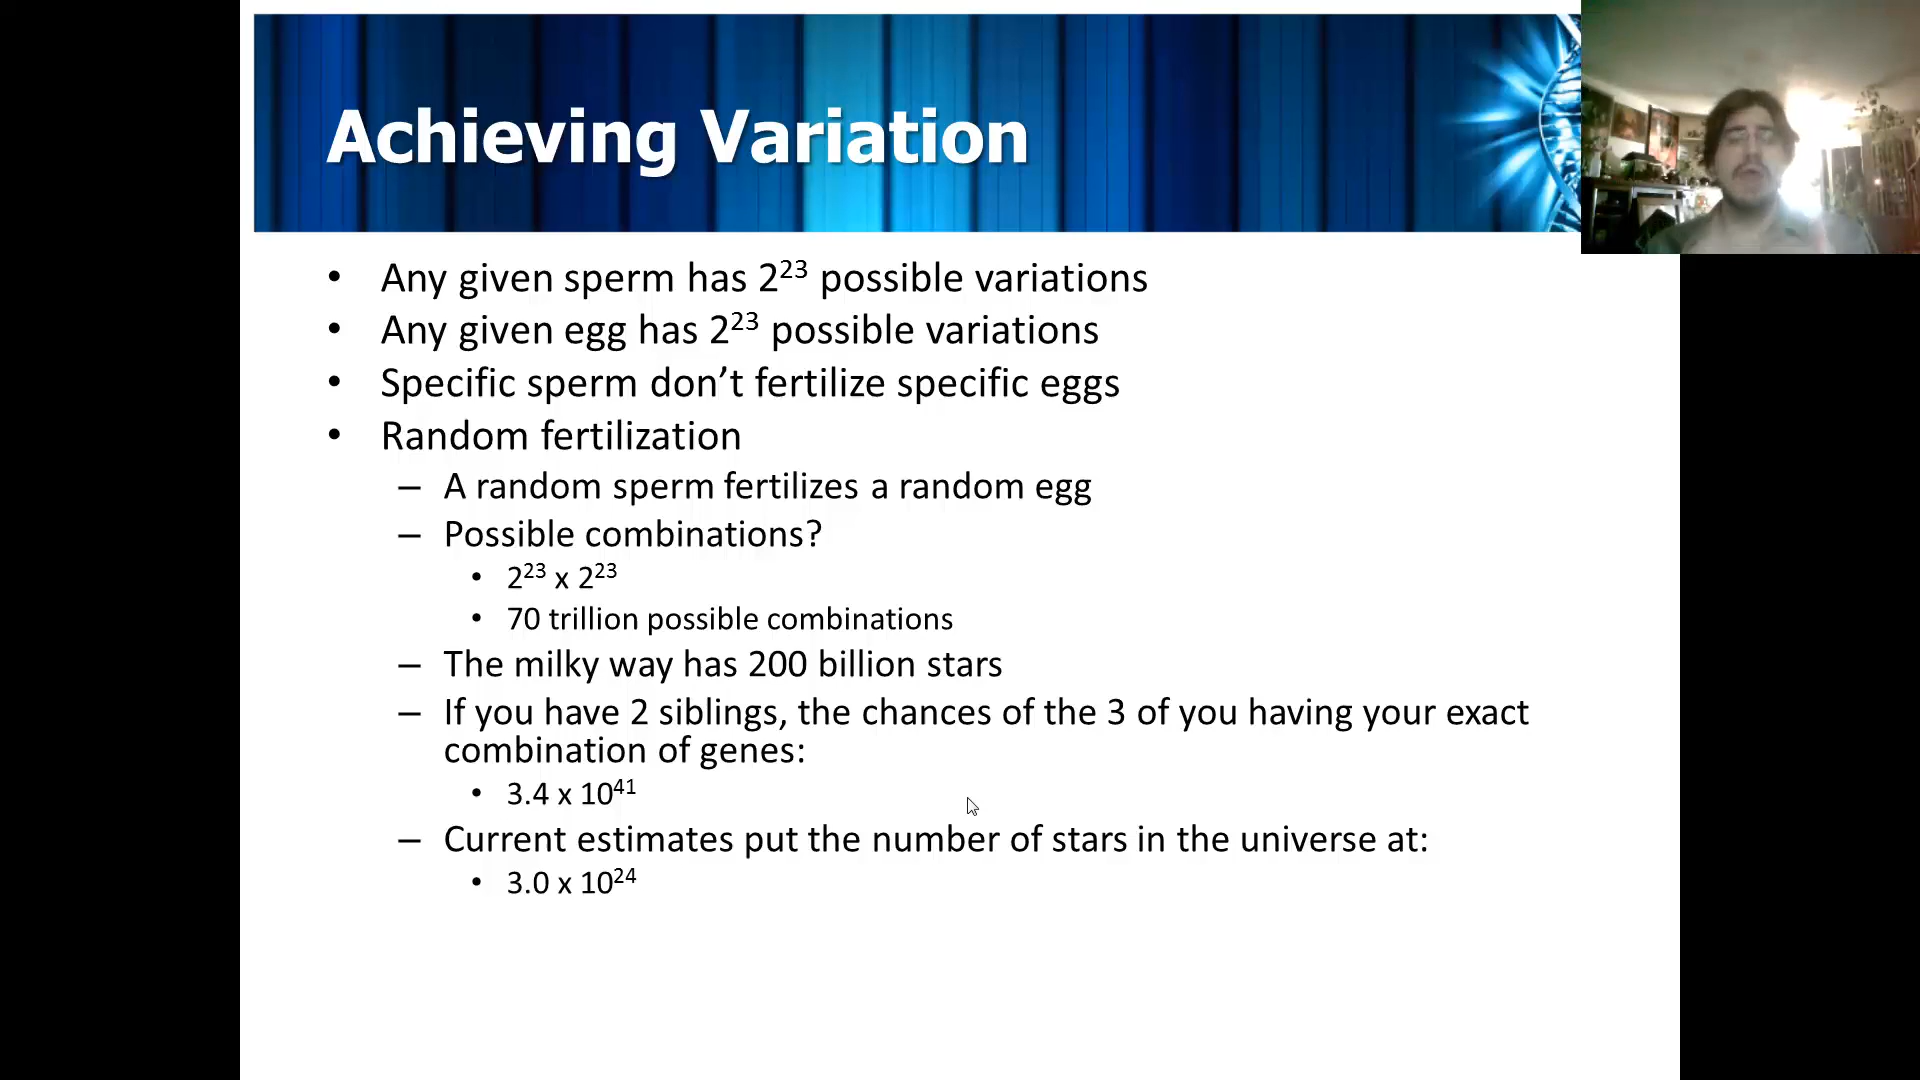 Achieving Variation
• Any given sperm has 2²³ possible variations
• Any given egg has 2²³ possible variations
• Specific sperm don’t fertilize specific eggs
• Random fertilization
– A random sperm fertilizes a random egg
– Possible combinations?
• 2²³ x 2²³
• 70 trillion possible combinations
– The milky way has 200 billion stars
– If you have 2 siblings, the chances of the 3 of you having your exact
combination of genes:
• 3.4 x 10⁴¹
– Current estimates put the number of stars in the universe at:
• 3.0 x 10²⁴